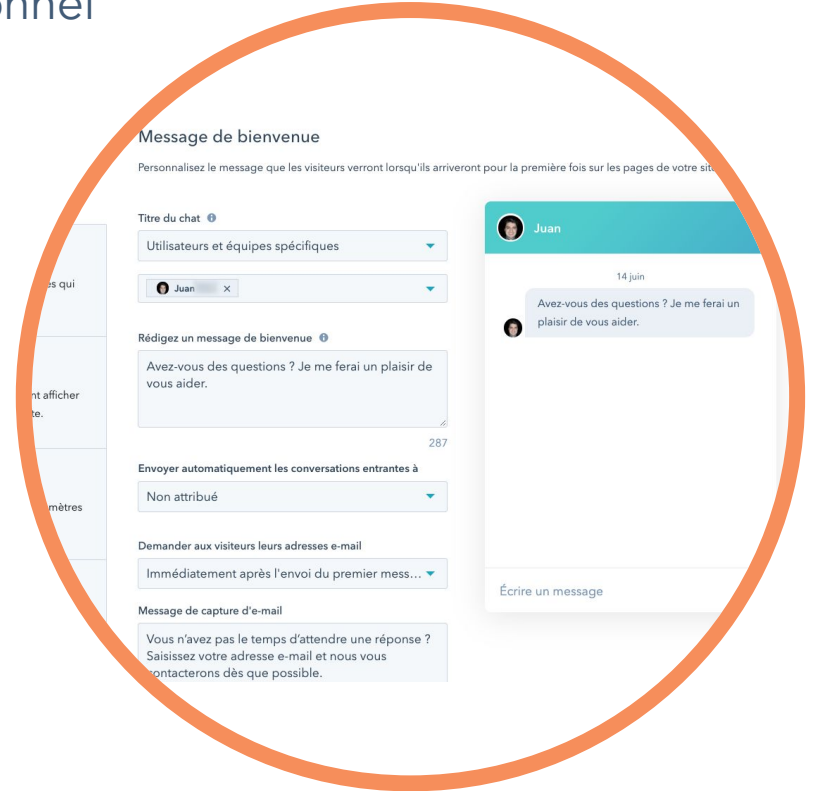 Message de bienvenue
Personnalisez le message que les visiteurs verront lorsqu'ils arriveront pour la première fois sur les pages de votre
es qui
nt afficher
te.
mètres
Titre du chat
Utilisateurs et équipes spécifiques
Juan ×
Rédigez un message de bienvenue
Avez-vous des questions ? Je me ferai un plaisir de
vous aider.
287
Envoyer automatiquement les conversations entrantes à
Non attribué
Demander aux visiteurs leurs adresses e-mail
Immédiatement après l'envoi du premier mess...
Message de capture d'e-mail
Vous n’avez pas le temps d’attendre une réponse ?
Saisissez votre adresse e-mail et nous vous
contacterons dès que possible.
Juan
14 juin
Avez-vous des questions ? Je me ferai un
plaisir de vous aider.
Écrire un message